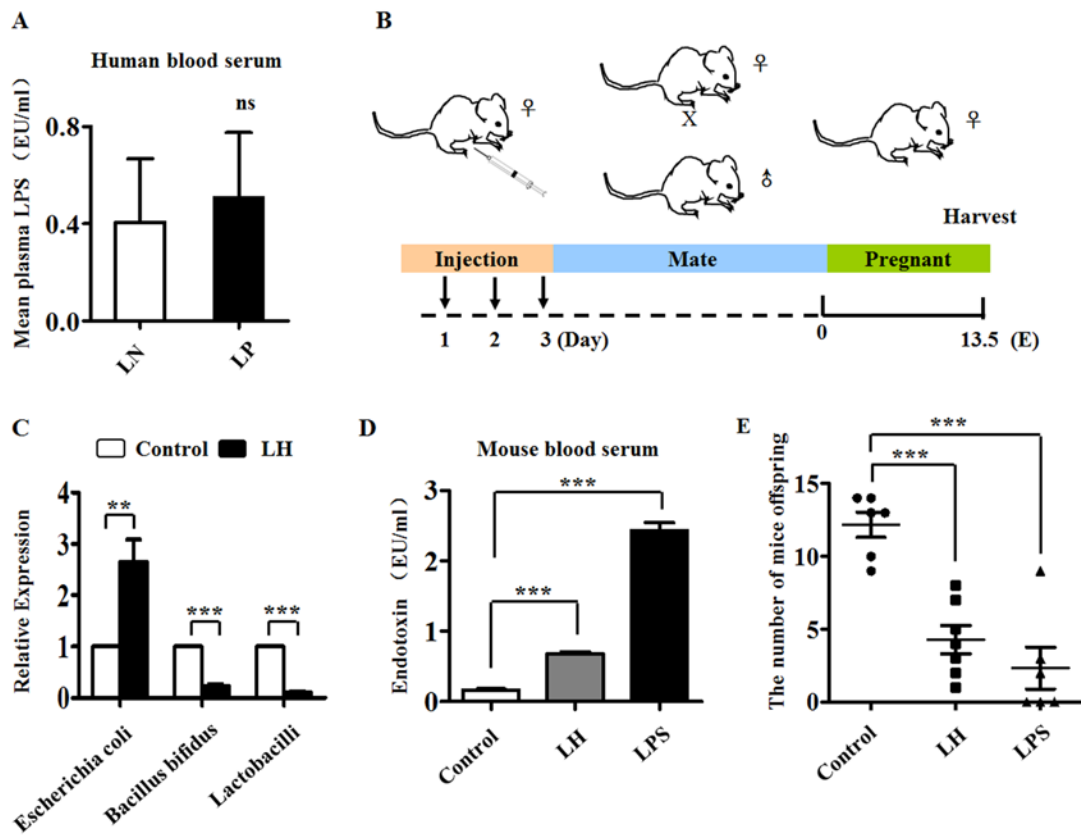 A
Human blood serum
ns
Mean plasma LPS（EU/ml）
0.8
0.4
0.0
LN
LP
B
♀
♀
X
♂
♀
Harvest
Injection
Mate
Pregnant
1 2 3 (Day) 0 13.5 (E)
C
Control LH
Relative Expression
4
3
2
1
0
**
***
***
Escherichia coli
Bacillus bifidus
Lactobacilli
D
Mouse blood serum
Endotoxin（EU/ml）
3
2
1
0
***
***
Control
LH
LPS
E
The number of mice offspring
15
10
5
0
***
***
Control
LH
LPS